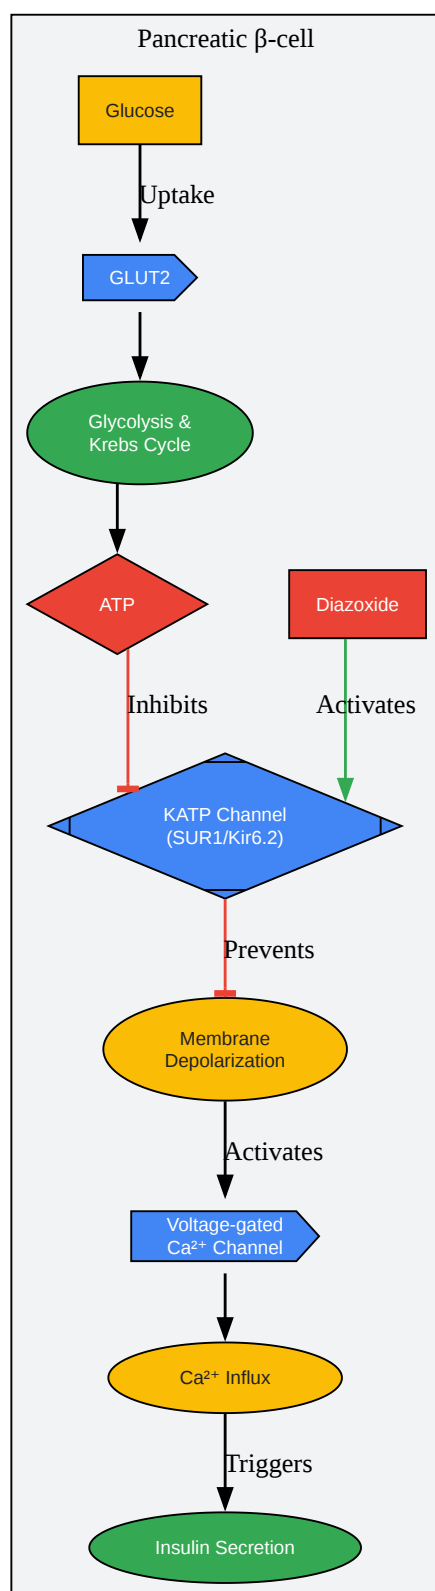 Pancreatic β-cell
Glucose
Uptake
GLUT2
Glycolysis &
Krebs Cycle
ATP
Diazoxide
Inhibits
Activates
KATP Channel
(SUR1/Kir6.2)
Prevents
Membrane
Depolarization
Activates
Voltage-gated
Ca²⁺ Channel
Ca²⁺ Influx
Triggers
Insulin Secretion